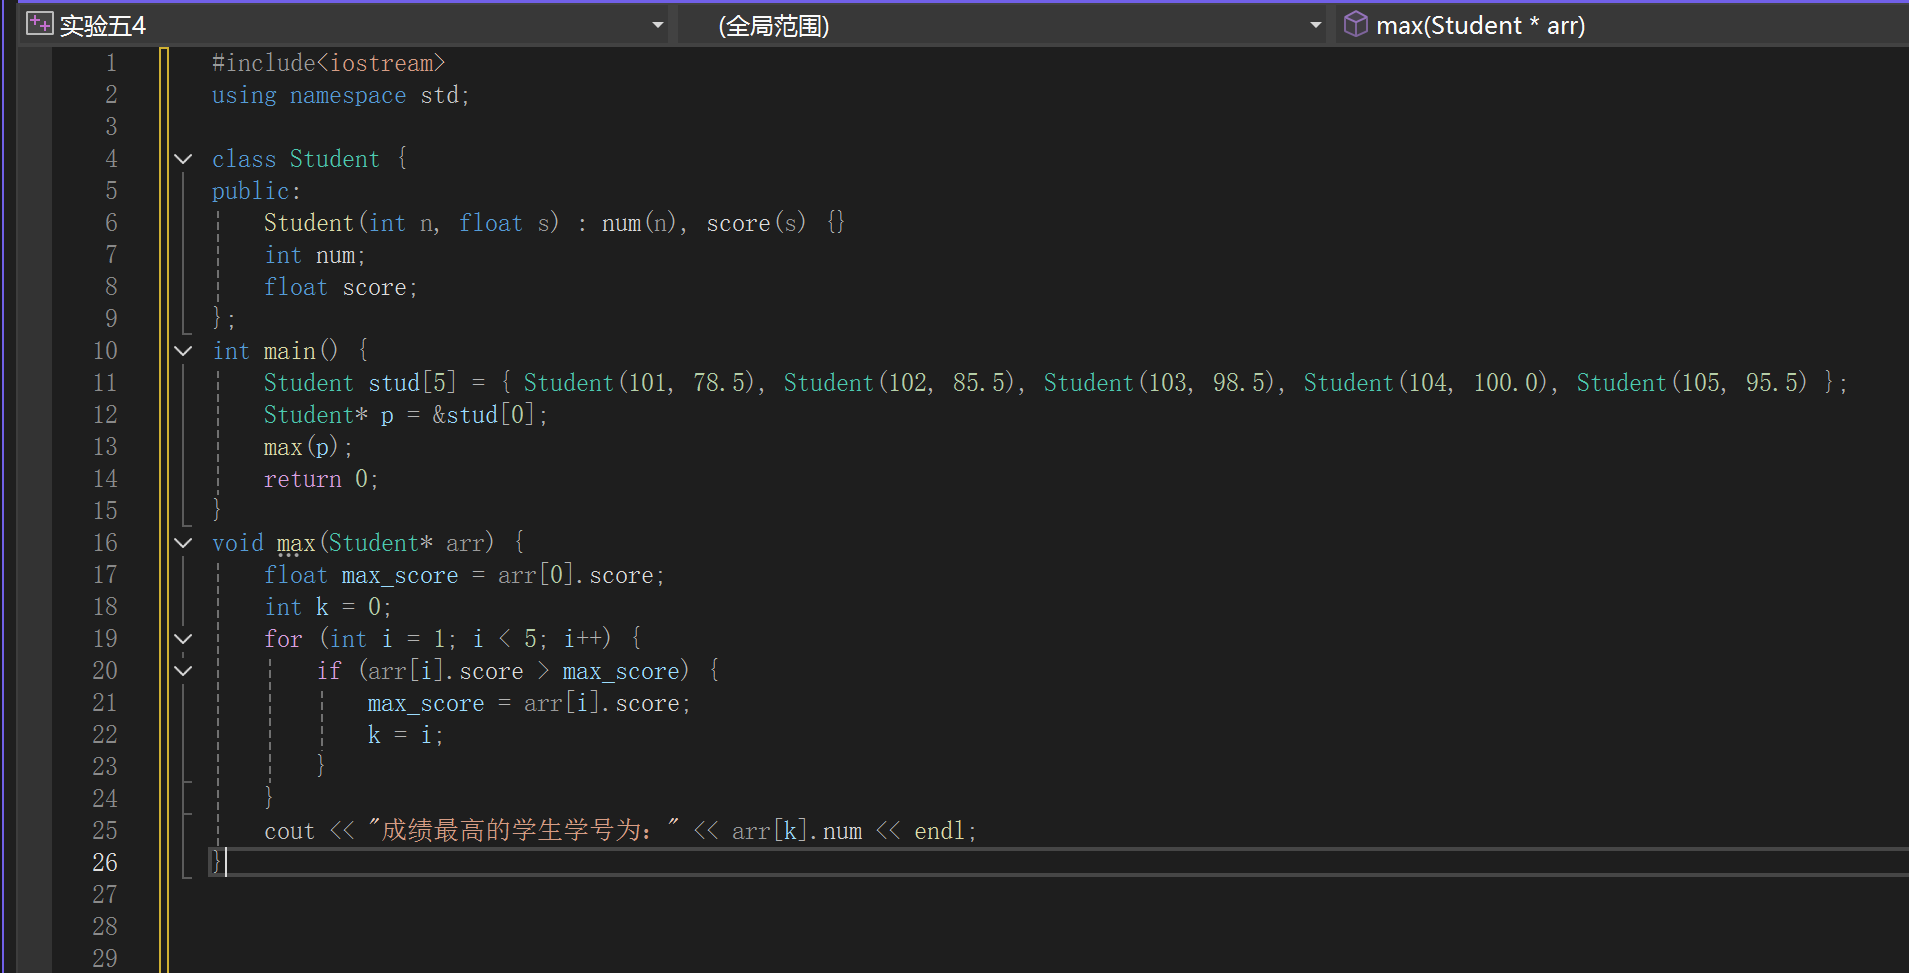 实验五4 (全局范围) max(Student * arr)
1 #include<iostream>
2 using namespace std;
3
4 class Student {
5 public:
6 Student(int n, float s) : num(n), score(s) {}
7 int num;
8 float score;
9 };
10 int main() {
11 Student stud[5] = { Student(101, 78.5), Student(102, 85.5), Student(103, 98.5), Student(104, 100.0), Student(105, 95.5) };
12 Student* p = &stud[0];
13 max(p);
14 return 0;
15 }
16 void max(Student* arr) {
17 float max_score = arr[0].score;
18 int k = 0;
19 for (int i = 1; i < 5; i++) {
20 if (arr[i].score > max_score) {
21 max_score = arr[i].score;
22 k = i;
23 }
24 }
25 cout << "成绩最高的学生学号为：" << arr[k].num << endl;
26 }
27
28
29